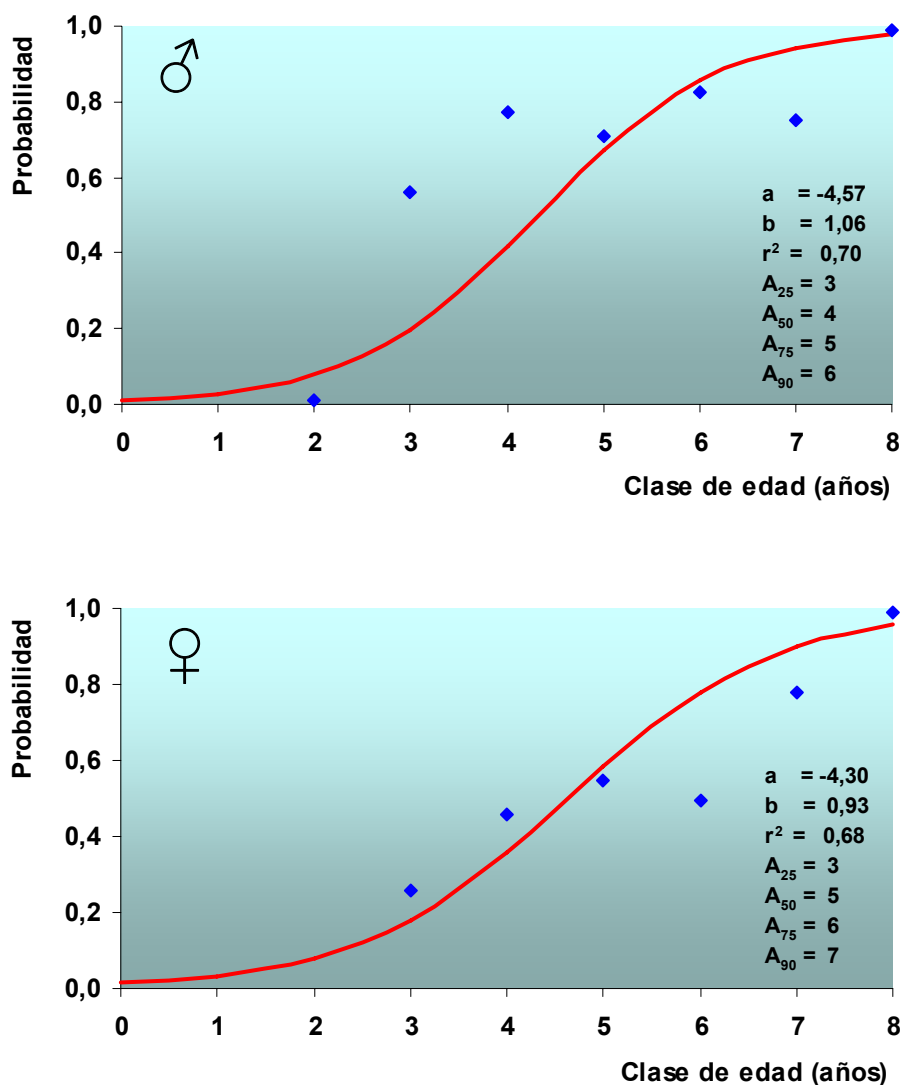 Probabilidad
♂
1,0
0,8
0,6
0,4
0,2
0,0
a = -4,57
b = 1,06
r² = 0,70
A₂₅ = 3
A₅₀ = 4
A₇₅ = 5
A₉₀ = 6
0 1 2 3 4 5 6 7 8
Clase de edad (años)
Probabilidad
♀
1,0
0,8
0,6
0,4
0,2
0,0
a = -4,30
b = 0,93
r² = 0,68
A₂₅ = 3
A₅₀ = 5
A₇₅ = 6
A₉₀ = 7
0 1 2 3 4 5 6 7 8
Clase de edad (años)